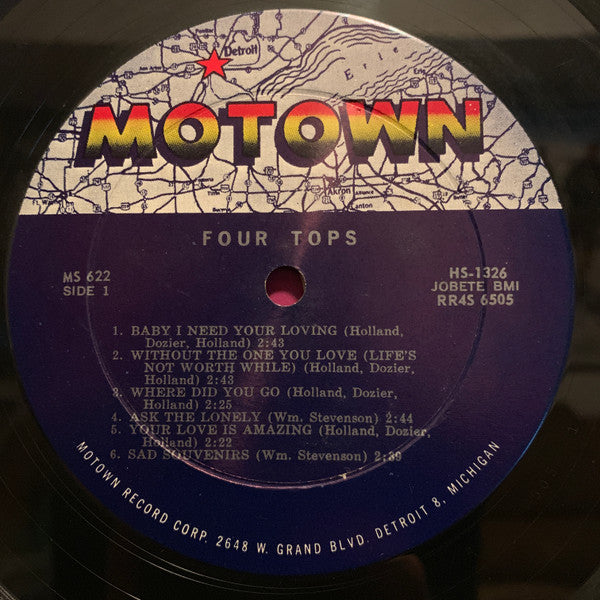 Detroit
Erie
Erie
MOTOWN
Akron
Canton
FOUR TOPS
MS 622
SIDE 1
HS-1326
JOBETE BMI
RR4S 6505
1. BABY I NEED YOUR LOVING (Holland,
Dozier, Holland) 2:43
2. WITHOUT THE ONE YOU LOVE (LIFE'S
NOT WORTH WHILE) (Holland, Dozier,
Holland) 2:43
3. WHERE DID YOU GO (Holland, Dozier,
Holland) 2:25
4. ASK THE LONELY (Wm. Stevenson) 2:44
5. YOUR LOVE IS AMAZING (Holland, Dozier,
Holland) 2:22
6. SAD SOUVENIRS (Wm. Stevenson) 2:39
MOTOWN RECORD CORP. 2648 W. GRAND BLVD. DETROIT 8, MICHIGAN